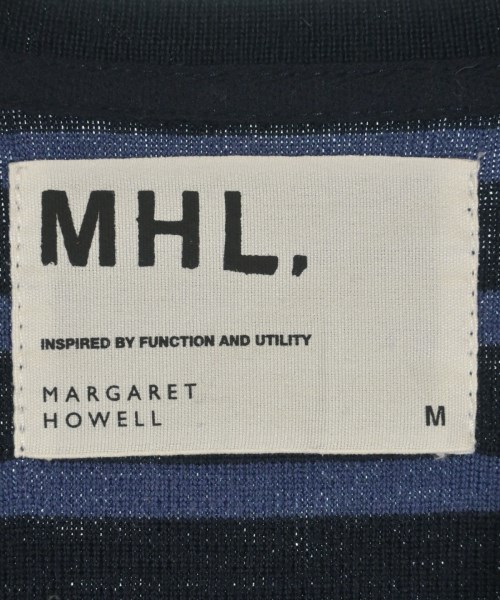 MHL,
INSPIRED BY FUNCTION AND UTILITY
MARGARET
HOWELL
M